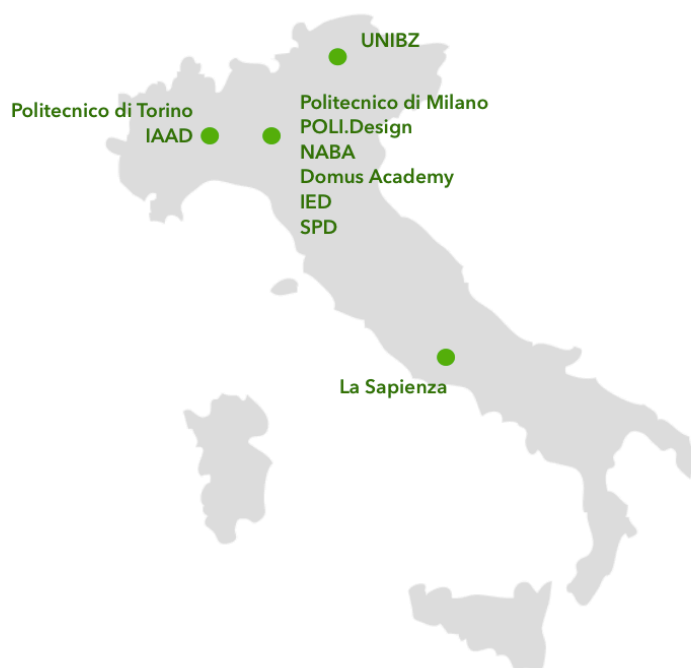 UNIBZ
Politecnico di Torino
IAAD
Politecnico di Milano
POLI.Design
NABA
Domus Academy
IED
SPD
La Sapienza